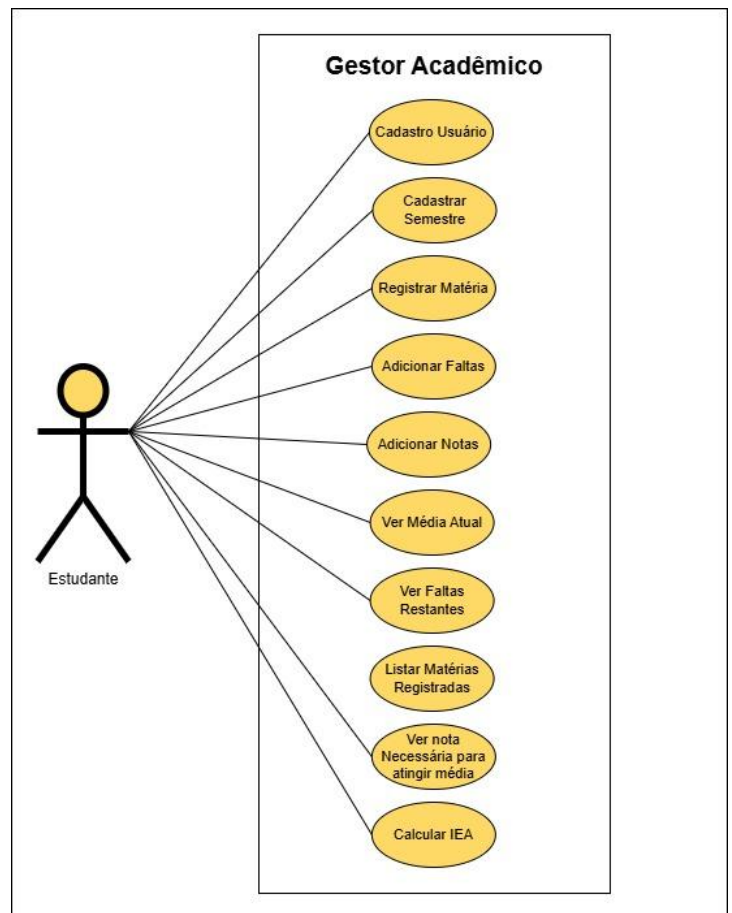 Gestor Acadêmico
Cadastro Usuário
Cadastrar
Semestre
Registrar Matéria
Adicionar Faltas
Adicionar Notas
Ver Média Atual
Estudante
Ver Faltas
Restantes
Listar Matérias
Registradas
Ver nota
Necessária para
atingir média
Calcular IEA